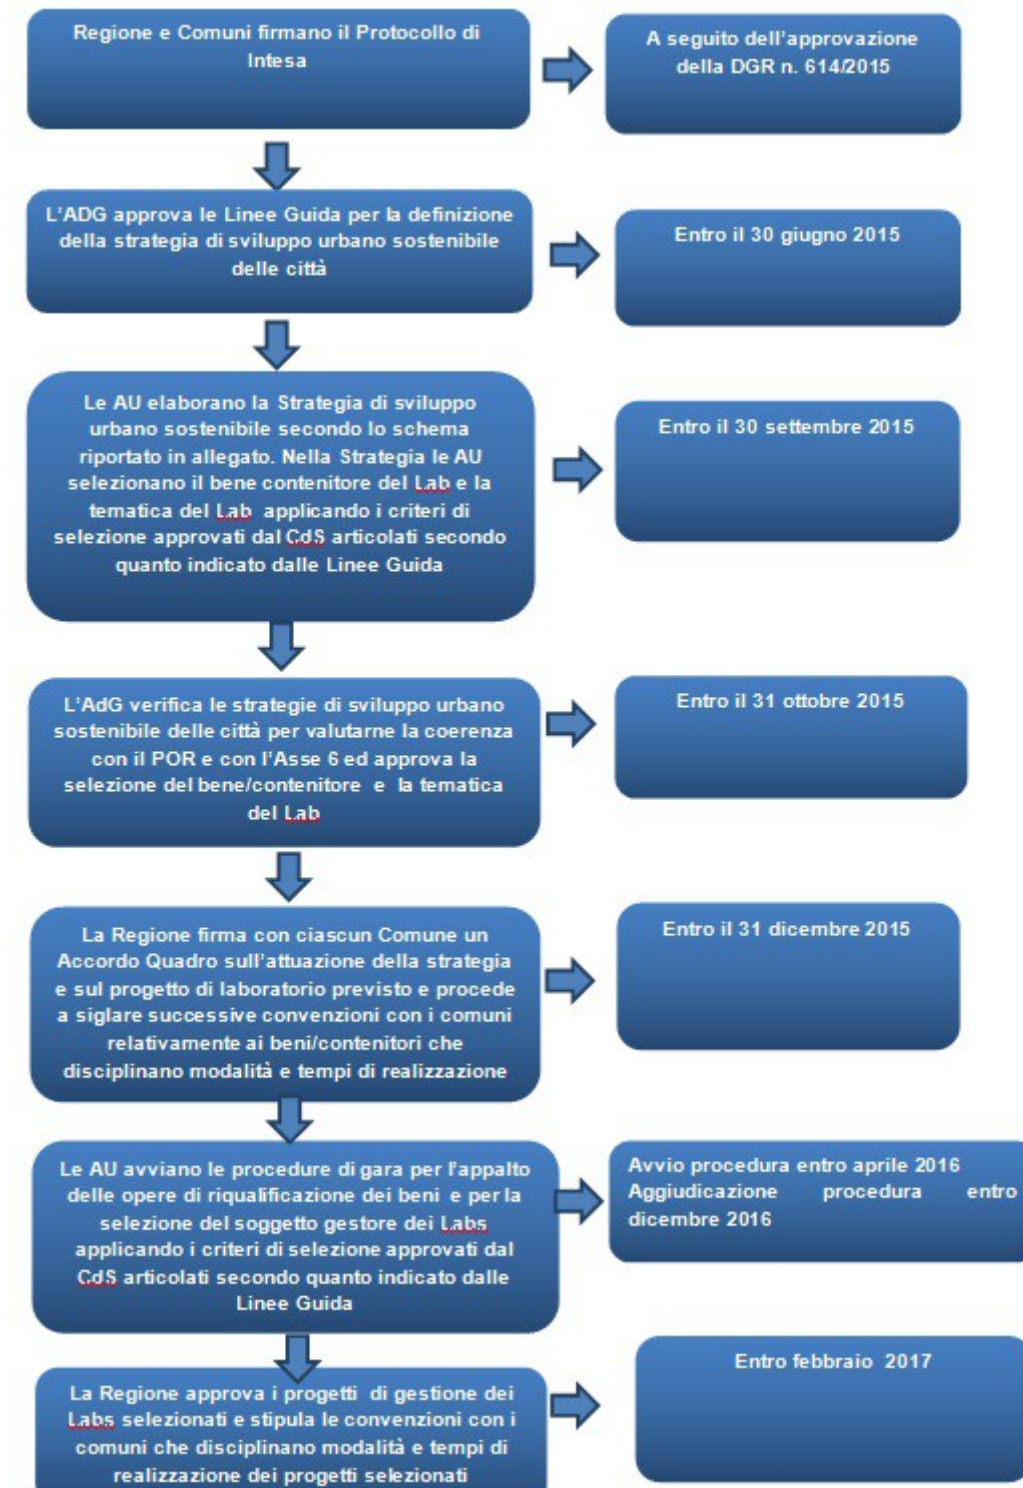 Regione e Comuni firmano il Protocollo di
Intesa
A seguito dell'approvazione
della DGR n. 614/2015
L'ADG approva le Linee Guida per la definizione
della strategia di sviluppo urbano sostenibile
delle città
Entro il 30 giugno 2015
Le AU elaborano la Strategia di sviluppo
urbano sostenibile secondo lo schema
riportato in allegato. Nella Strategia le AU
selezionano il bene contenitore del Lab e la
tematica del Lab applicando i criteri di
selezione approvati dal CdS articolati secondo
quanto indicato dalle Linee Guida
Entro il 30 settembre 2015
L'AdG verifica le strategie di sviluppo urbano
sostenibile delle città per valutarne la coerenza
con il POR e con l'Asse 6 ed approva la
selezione del bene/contenitore e la tematica
del Lab
Entro il 31 ottobre 2015
La Regione firma con ciascun Comune un
Accordo Quadro sull'attuazione della strategia
e sul progetto di laboratorio previsto e procede
a siglare successive convenzioni con i comuni
relativamente ai beni/contenitori che
disciplinano modalità e tempi di realizzazione
Entro il 31 dicembre 2015
Le AU avviano le procedure di gara per l'appalto
delle opere di riqualificazione dei beni e per la
selezione del soggetto gestore dei Labs
applicando i criteri di selezione approvati dal
CdS articolati secondo quanto indicato dalle
Linee Guida
Avvio procedura entro aprile 2016
Aggiudicazione procedura entro
dicembre 2016
La Regione approva i progetti di gestione dei
Labs selezionati e stipula le convenzioni con i
comuni che disciplinano modalità e tempi di
realizzazione dei progetti selezionati
Entro febbraio 2017